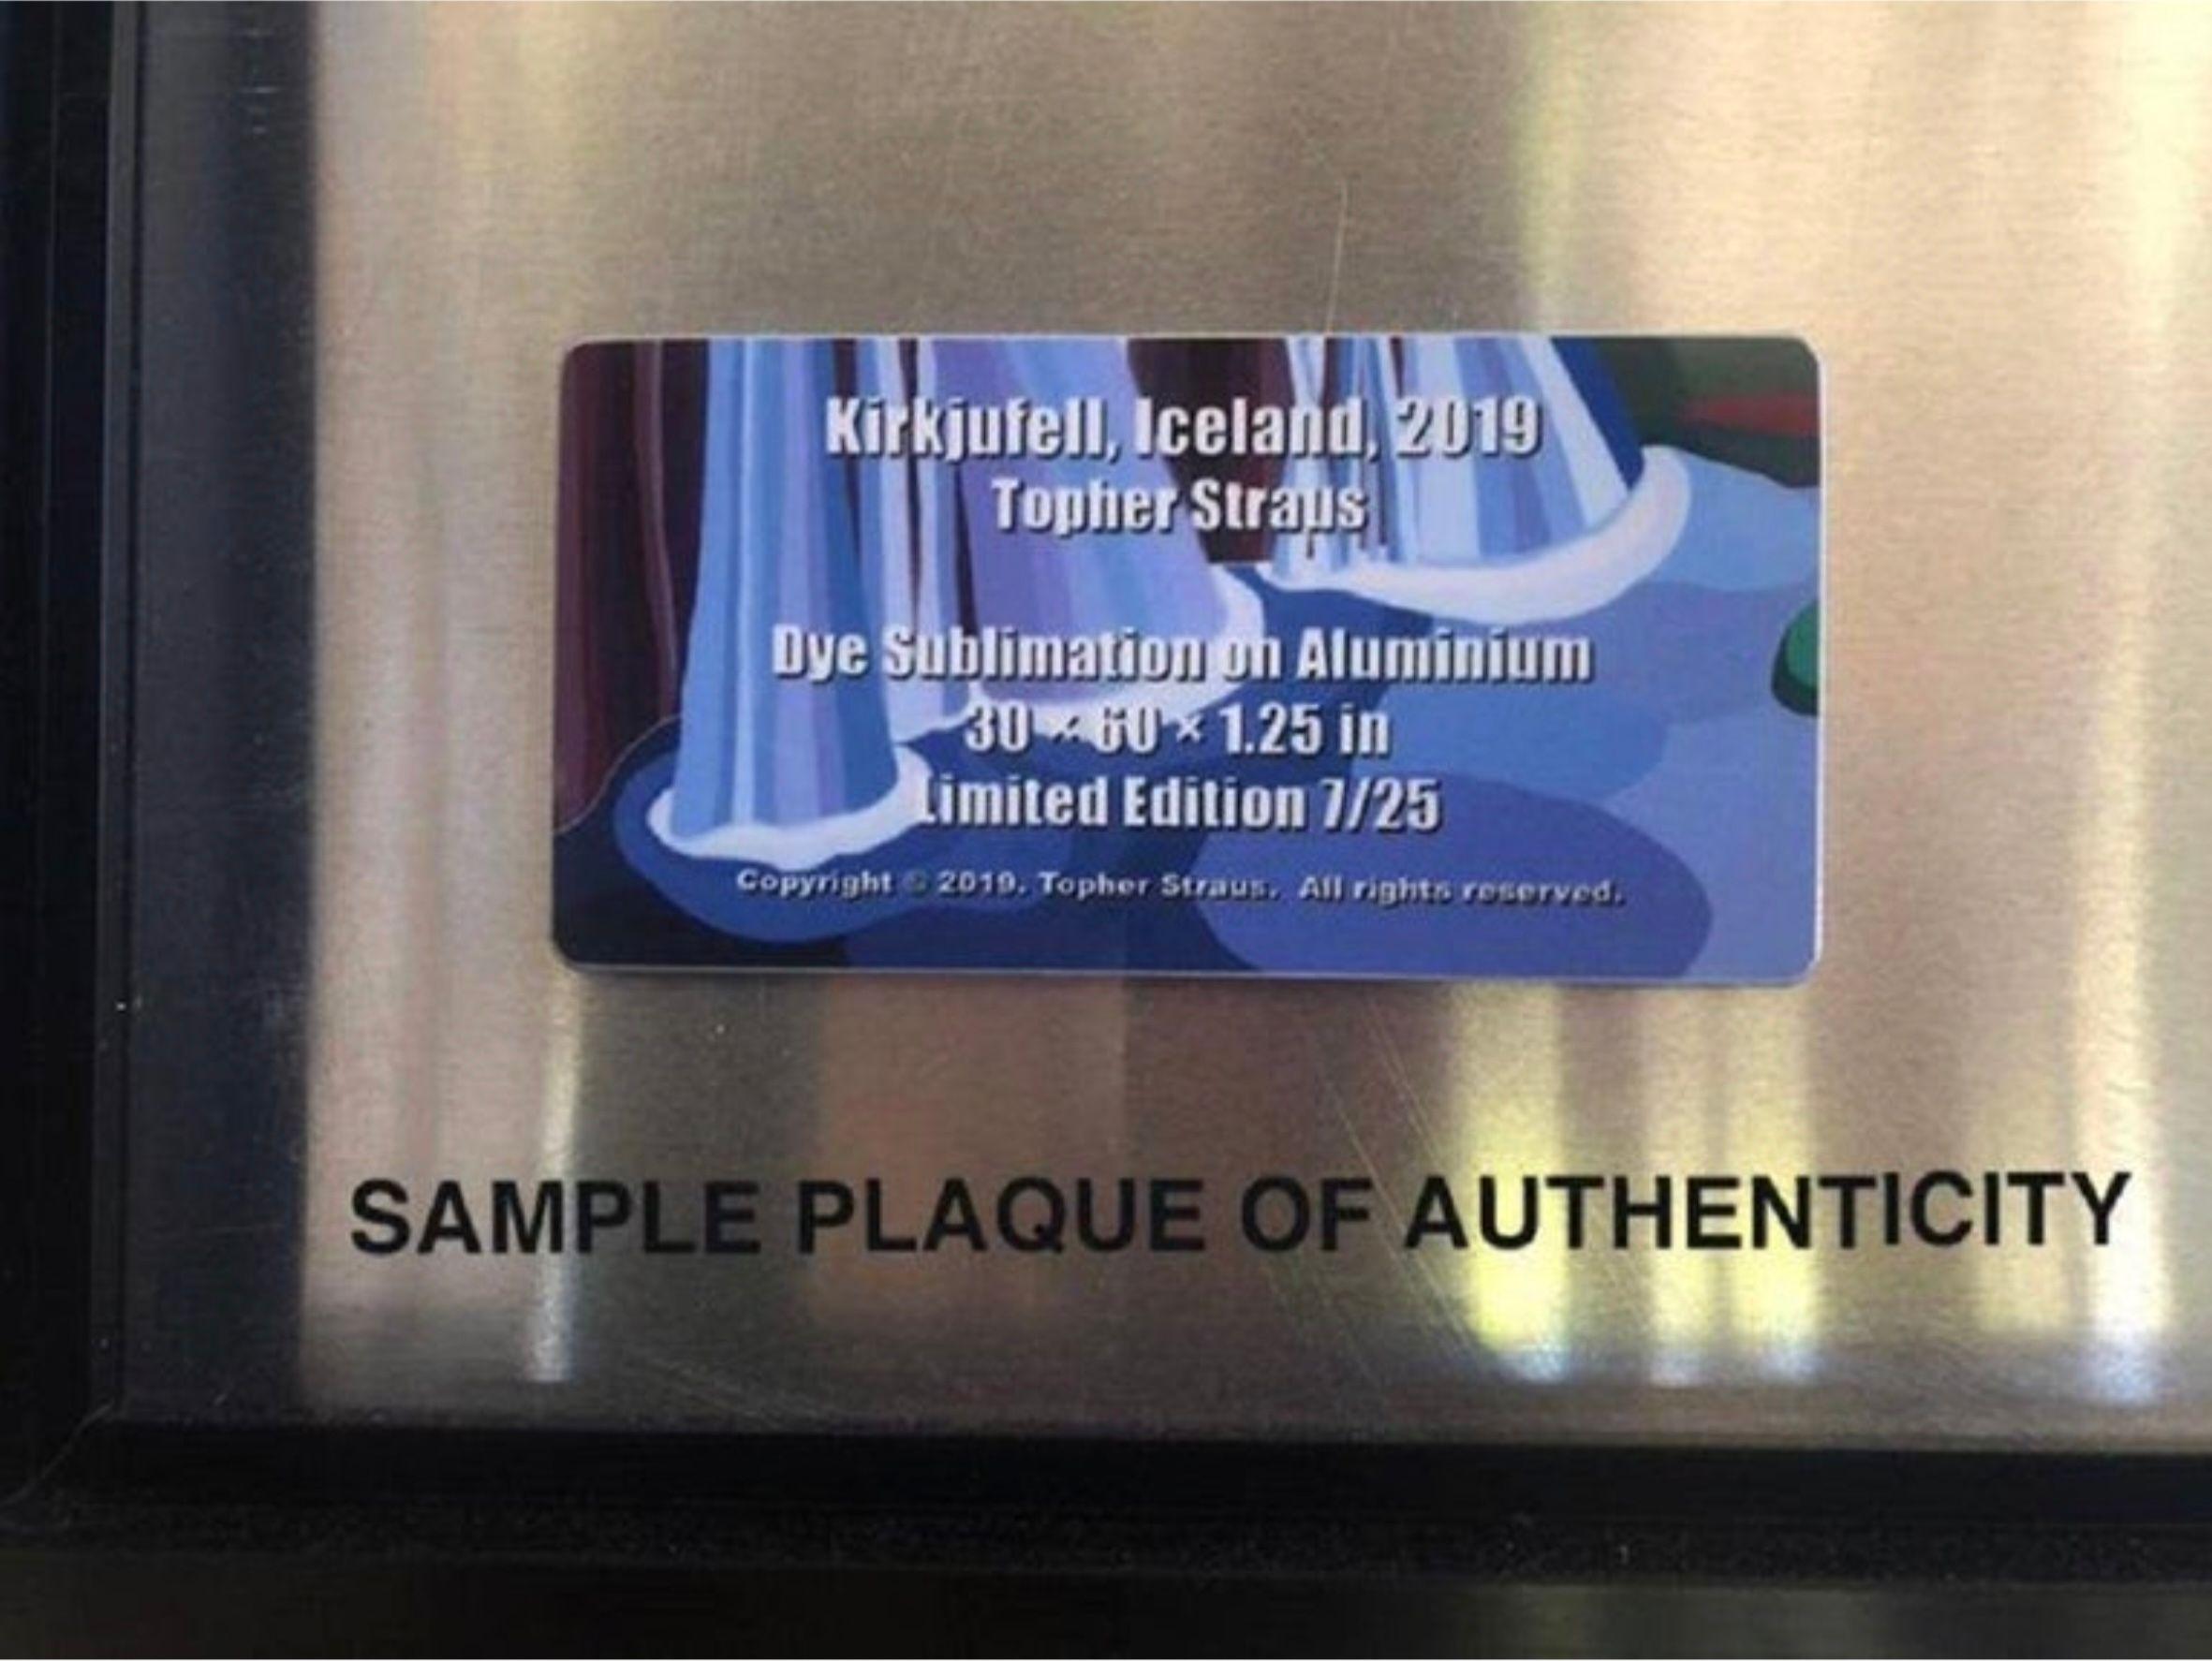 Kirkjufell, Iceland, 2019
Topher Straus
Dye Sublimation on Aluminium
30 × 60 × 1.25 in
Limited Edition 7/25
Copyright © 2019. Topher Straus. All rights reserved.
SAMPLE PLAQUE OF AUTHENTICITY